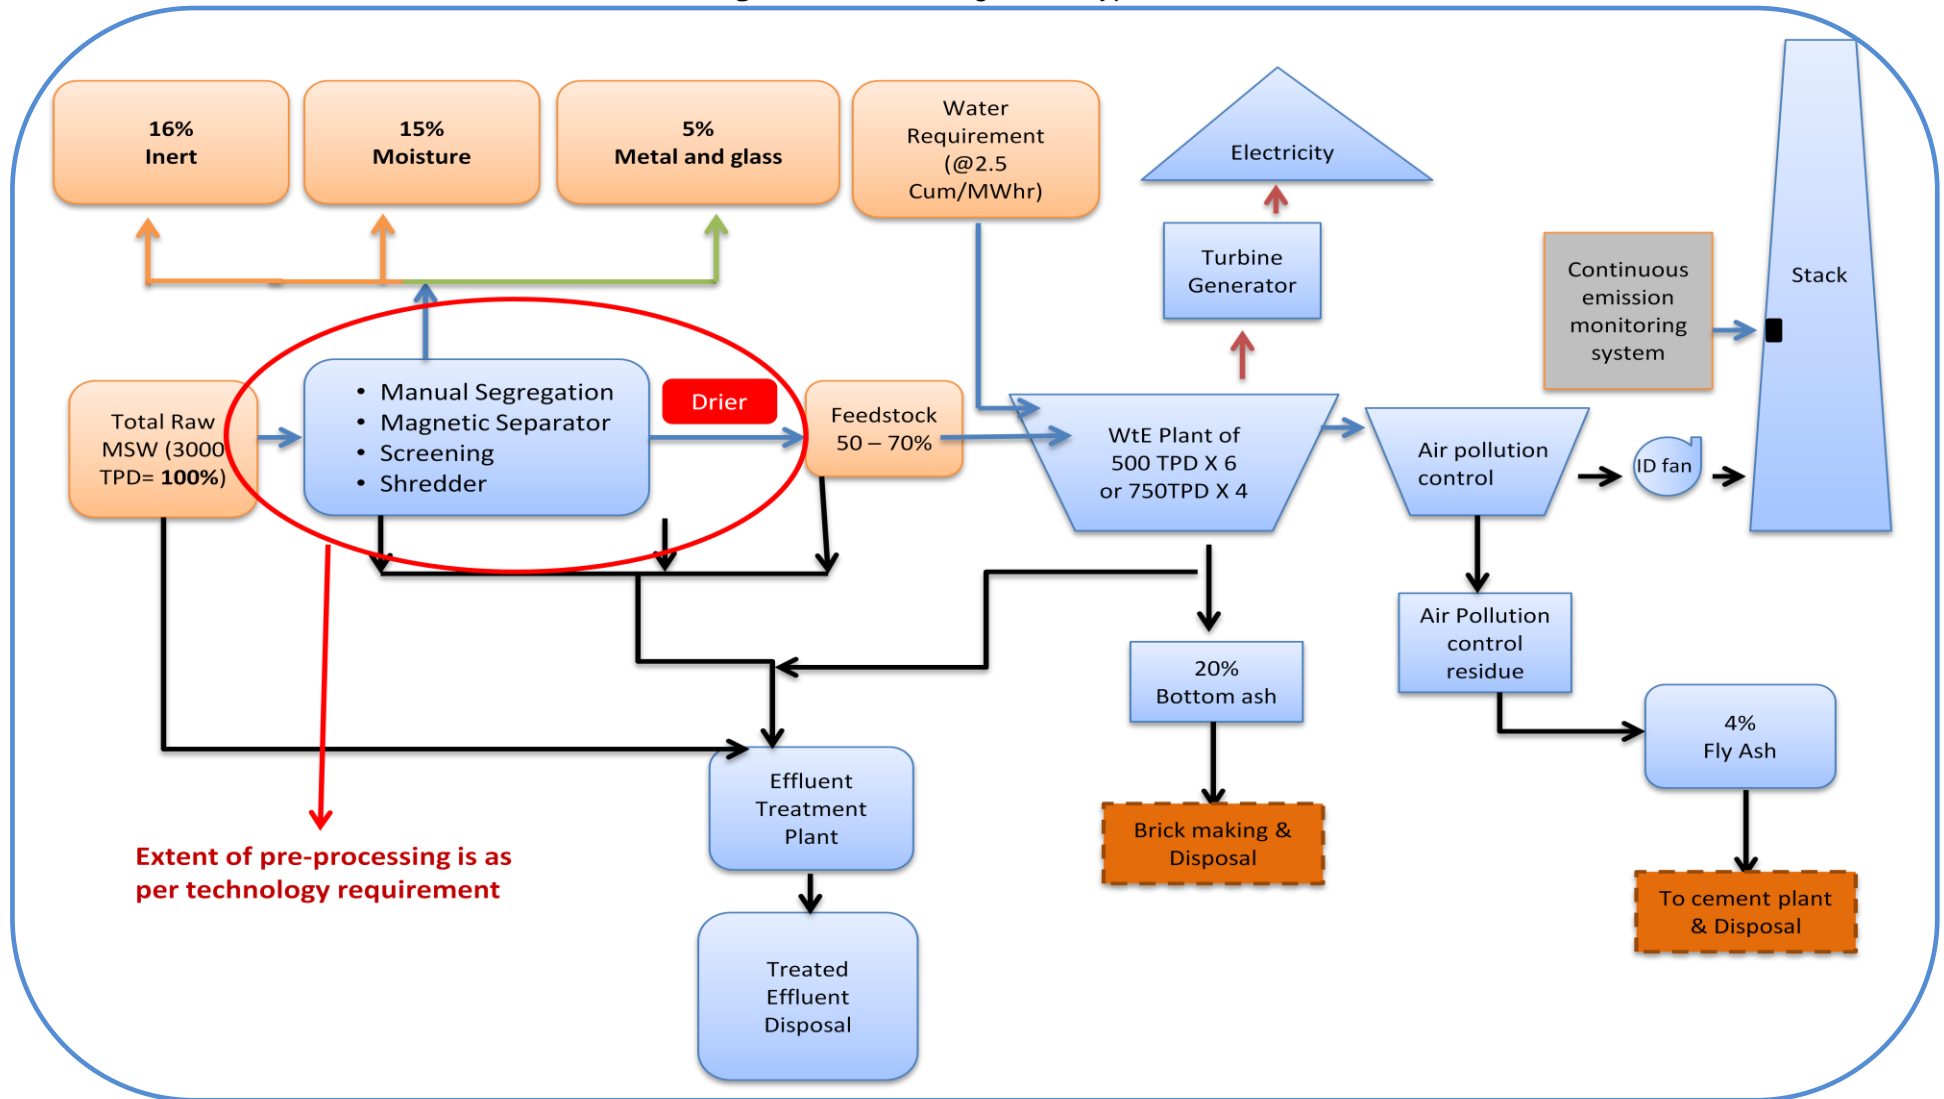 16%
Inert
15%
Moisture
5%
Metal and glass
Water
Requirement
(@2.5
Cum/MWhr)
Electricity
Turbine
Generator
Continuous
emission
monitoring
system
Stack
Total Raw
MSW (3000
TPD= 100%)
• Manual Segregation
• Magnetic Separator
• Screening
• Shredder
Drier
Feedstock
50 – 70%
WtE Plant of
500 TPD X 6
or 750TPD X 4
Air pollution
control
ID fan
Air Pollution
control
residue
20%
Bottom ash
4%
Fly Ash
Effluent
Treatment
Plant
Brick making &
Disposal
Extent of pre-processing is as
per technology requirement
To cement plant
& Disposal
Treated
Effluent
Disposal